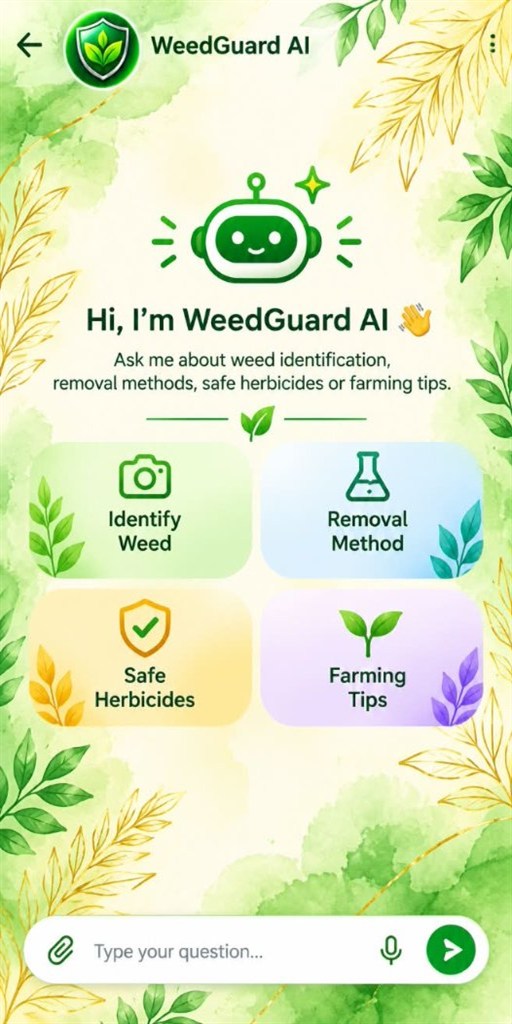 WeedGuard AI
Hi, I'm WeedGuard AI 👋
Ask me about weed identification,
removal methods, safe herbicides or farming tips.
Identify
Weed
Removal
Method
Safe
Herbicides
Farming
Tips
Type your question...